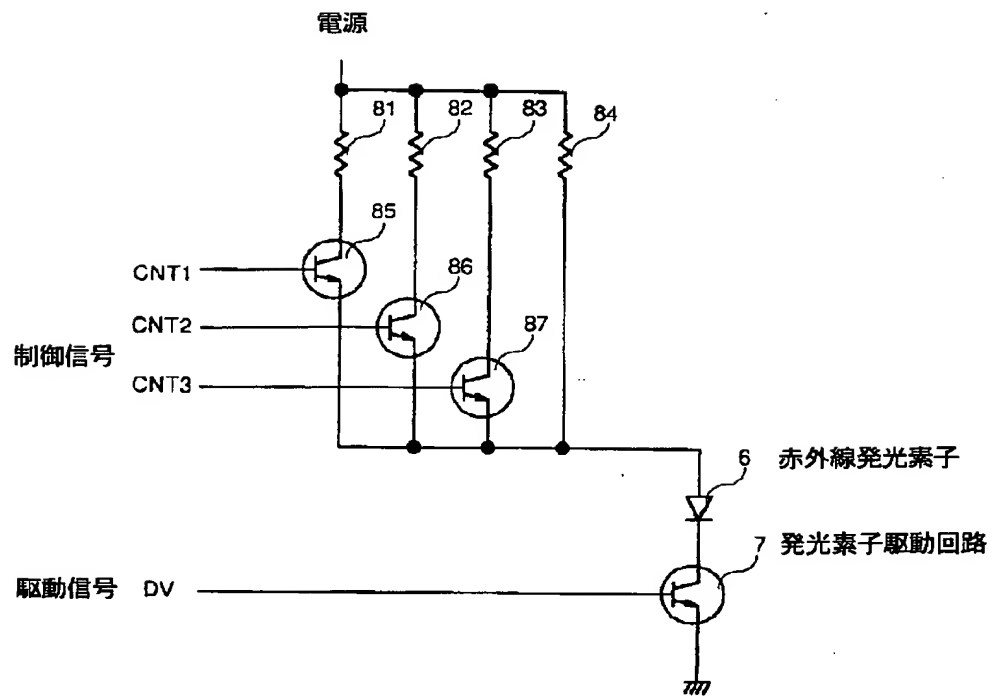 電源
81
82
83
84
85
CNT1
86
CNT2
87
制御信号
CNT3
6 赤外線発光素子
7 発光素子駆動回路
駆動信号 DV